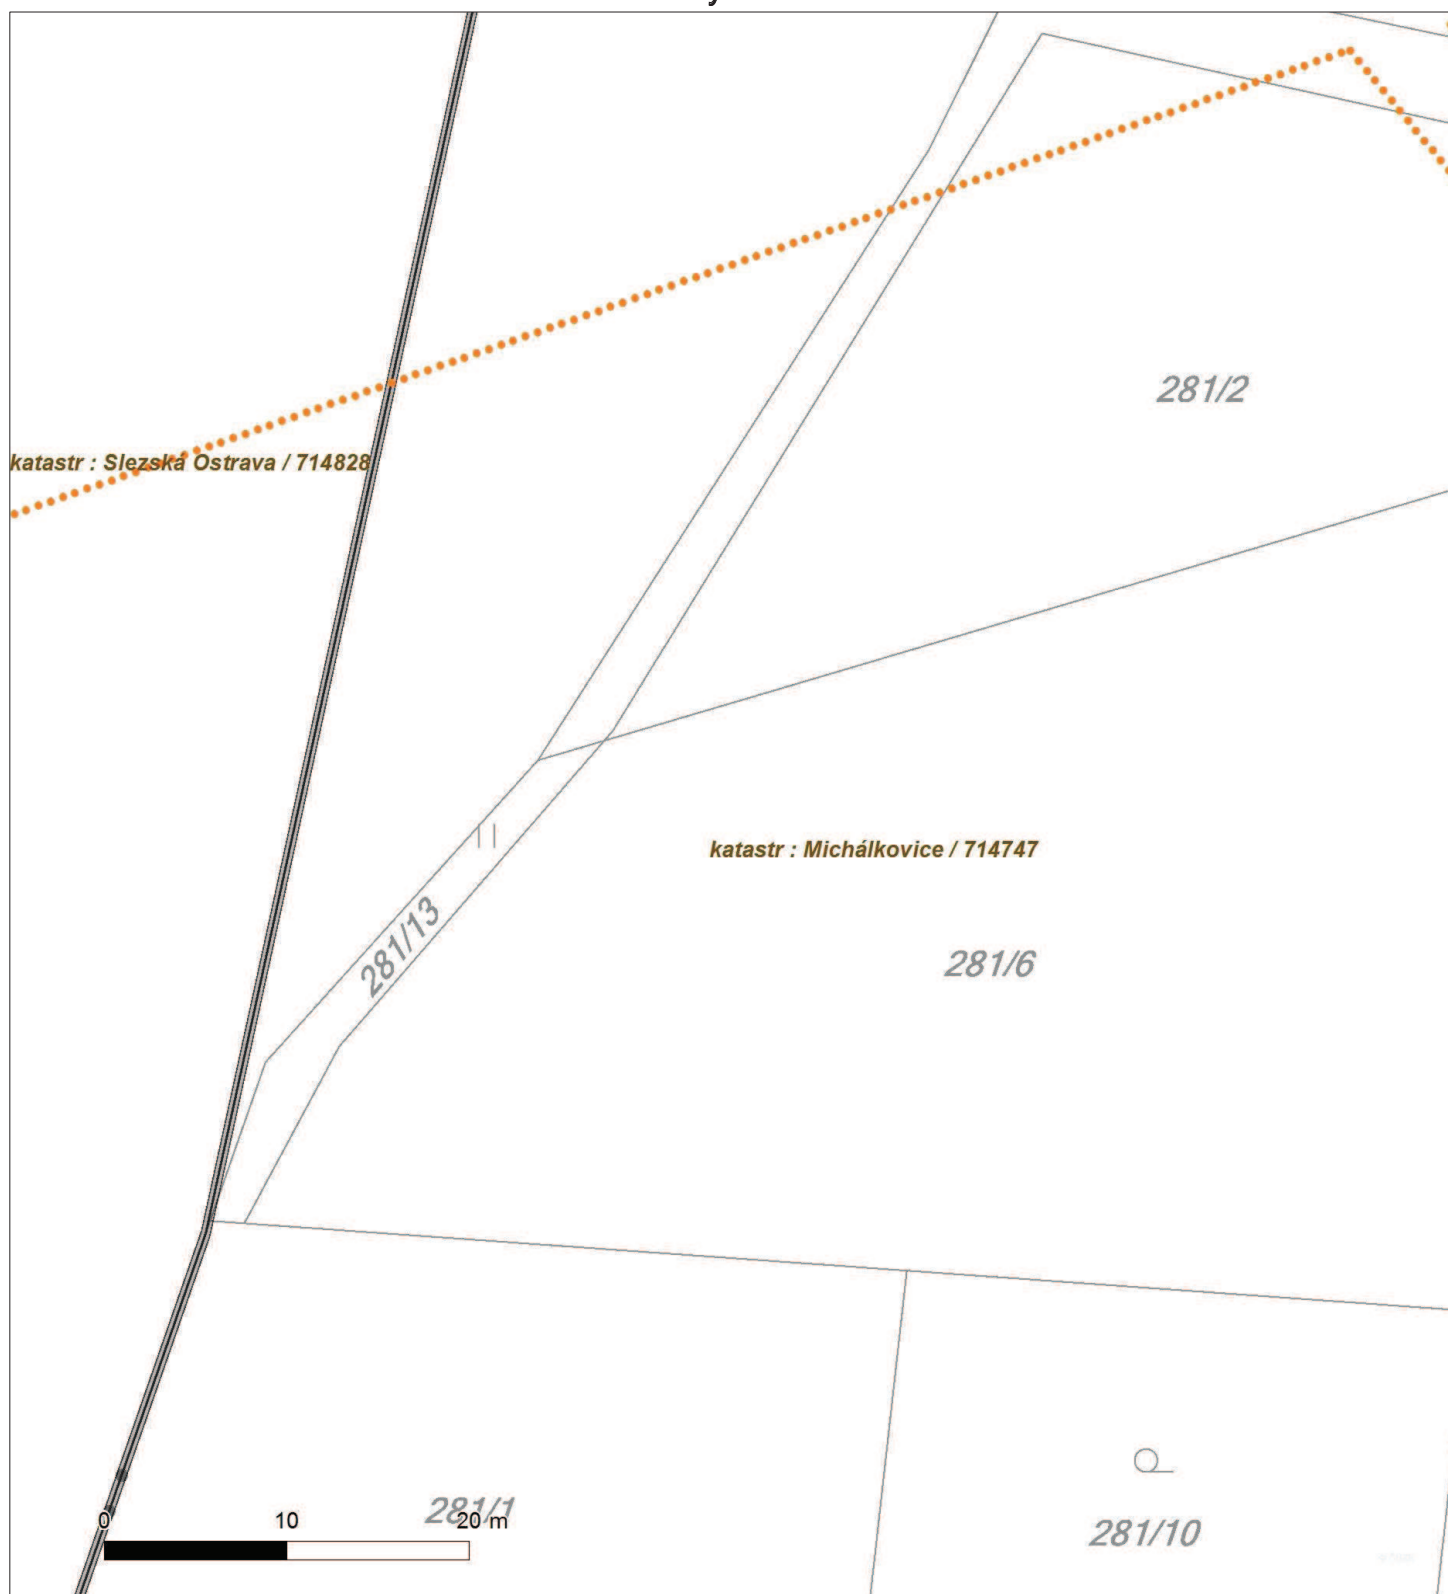 281/2
katastr : Slezská Ostrava / 714828
katastr : Michálkovice / 714747
281/13
281/6
281/1
0 10 20 m
281/10